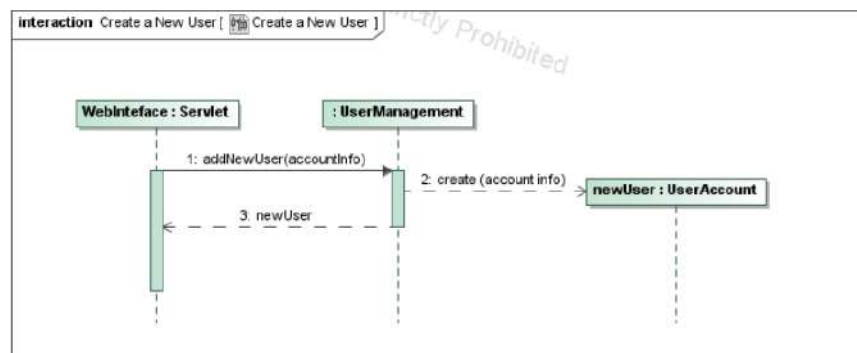 interaction Create a New User [ Create a New User ]
Prohibited
WebInteface : Servlet
: UserManagement
1: addNewUser(accountInfo)
2: create (account info)
newUser : UserAccount
3: newUser